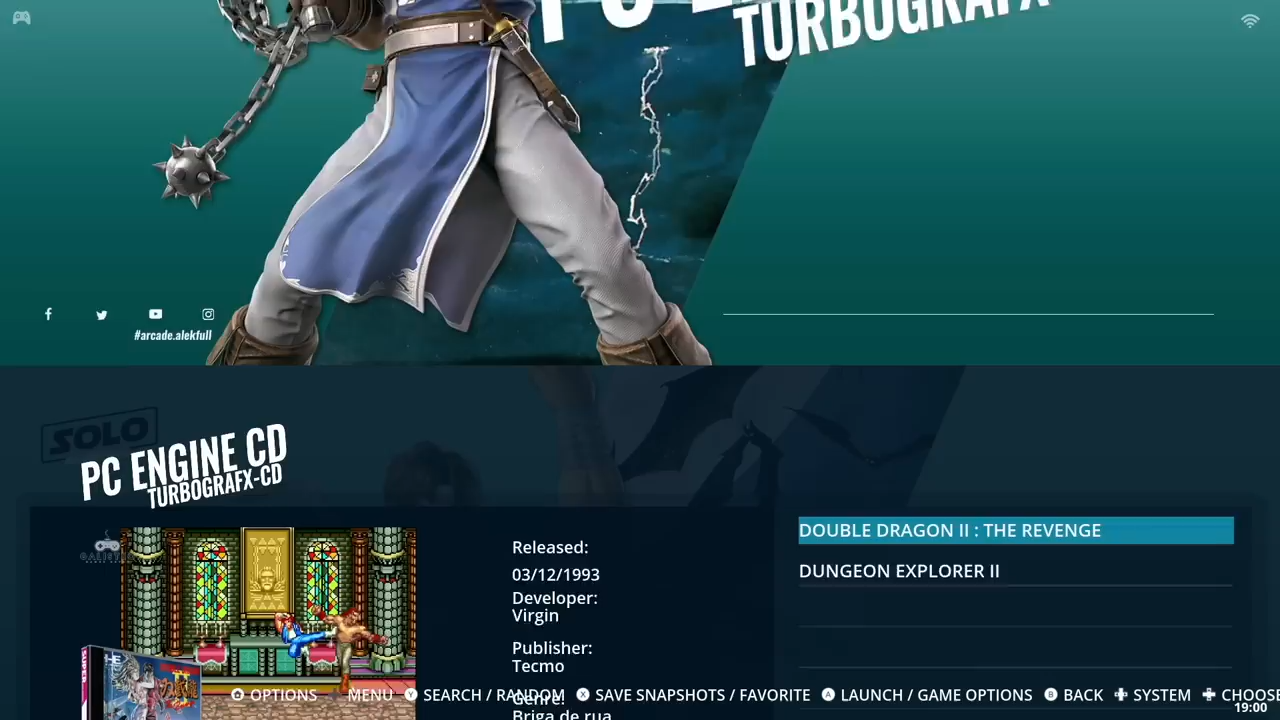 TURBOGRAFX
#arcade.alekfull
SOLO
PC ENGINE CD
TURBOGRAFX-CD
Released:
03/12/1993
Developer:
Virgin
Publisher:
Tecmo
Genre:
Briga de rua
DOUBLE DRAGON II : THE REVENGE
DUNGEON EXPLORER II
OPTIONS MENU SEARCH / RANDOM SAVE SNAPSHOTS / FAVORITE LAUNCH / GAME OPTIONS BACK SYSTEM CHOOSE
19:00